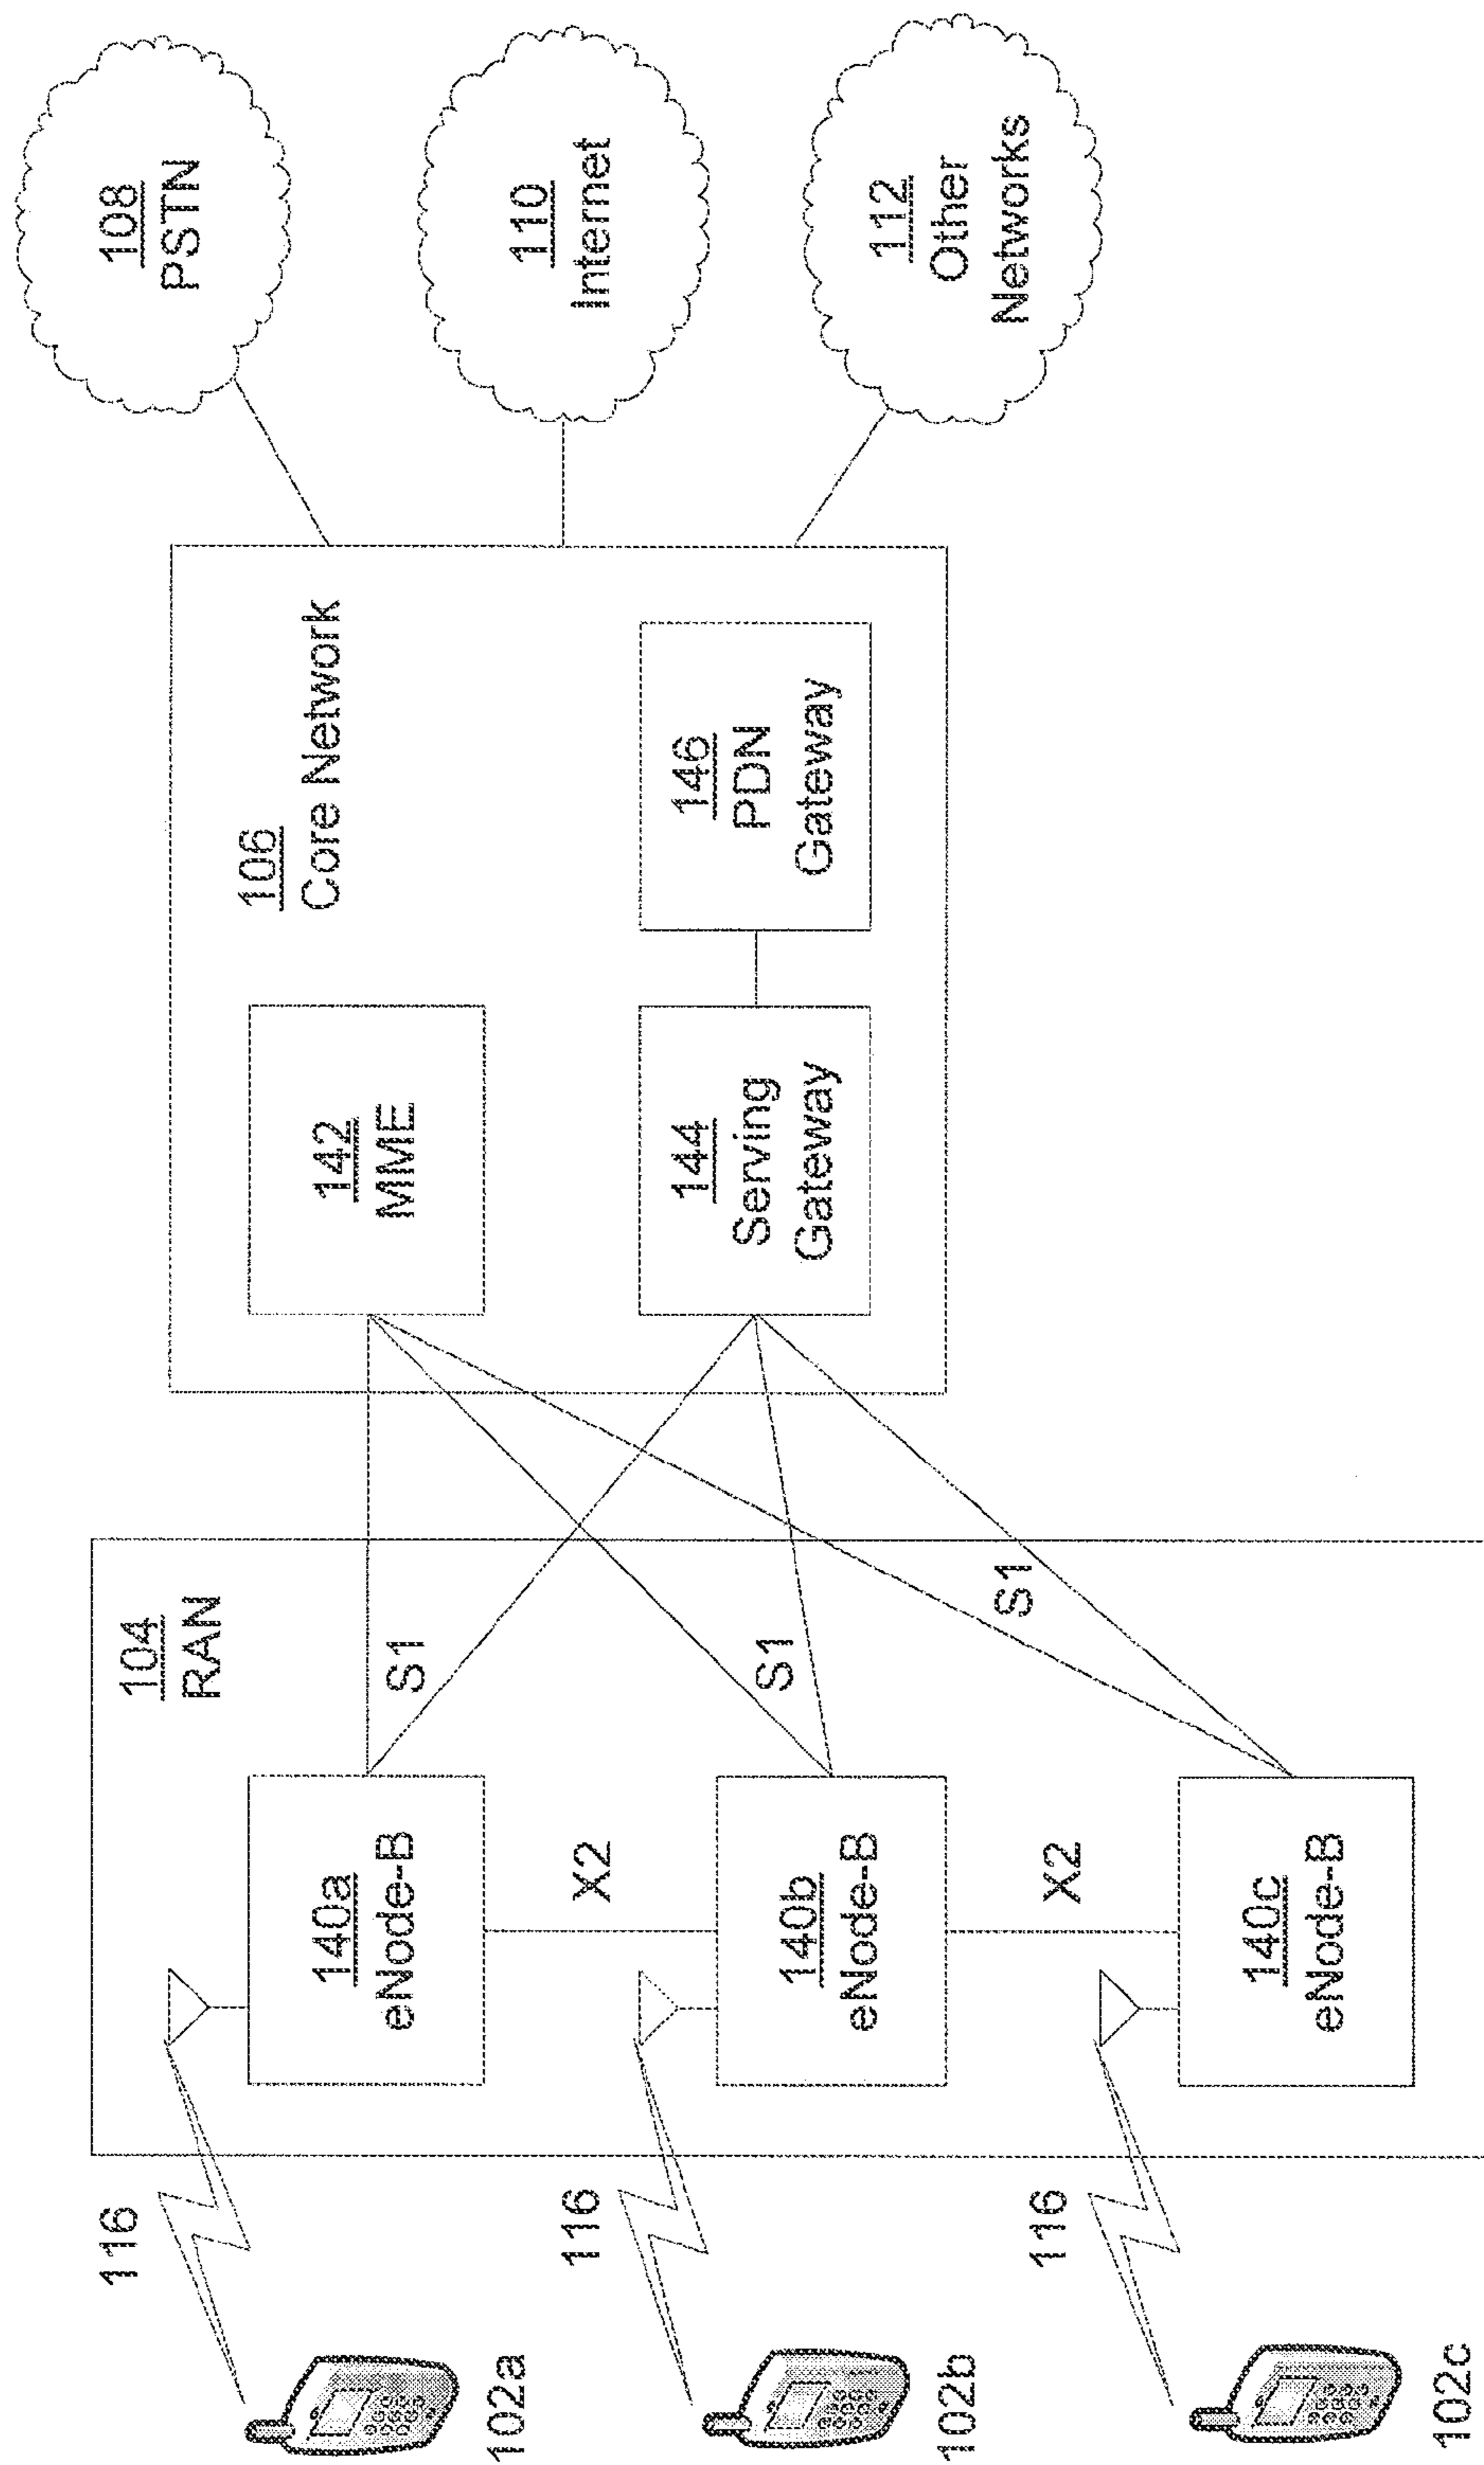 116
102a
116
102b
116
102c
104
RAN
140a
eNode-B
X2
140b
eNode-B
X2
140c
eNode-B
S1
S1
S1
106
Core Network
142
MME
144
Serving
Gateway
146
PDN
Gateway
108
PSTN
110
Internet
112
Other
Networks